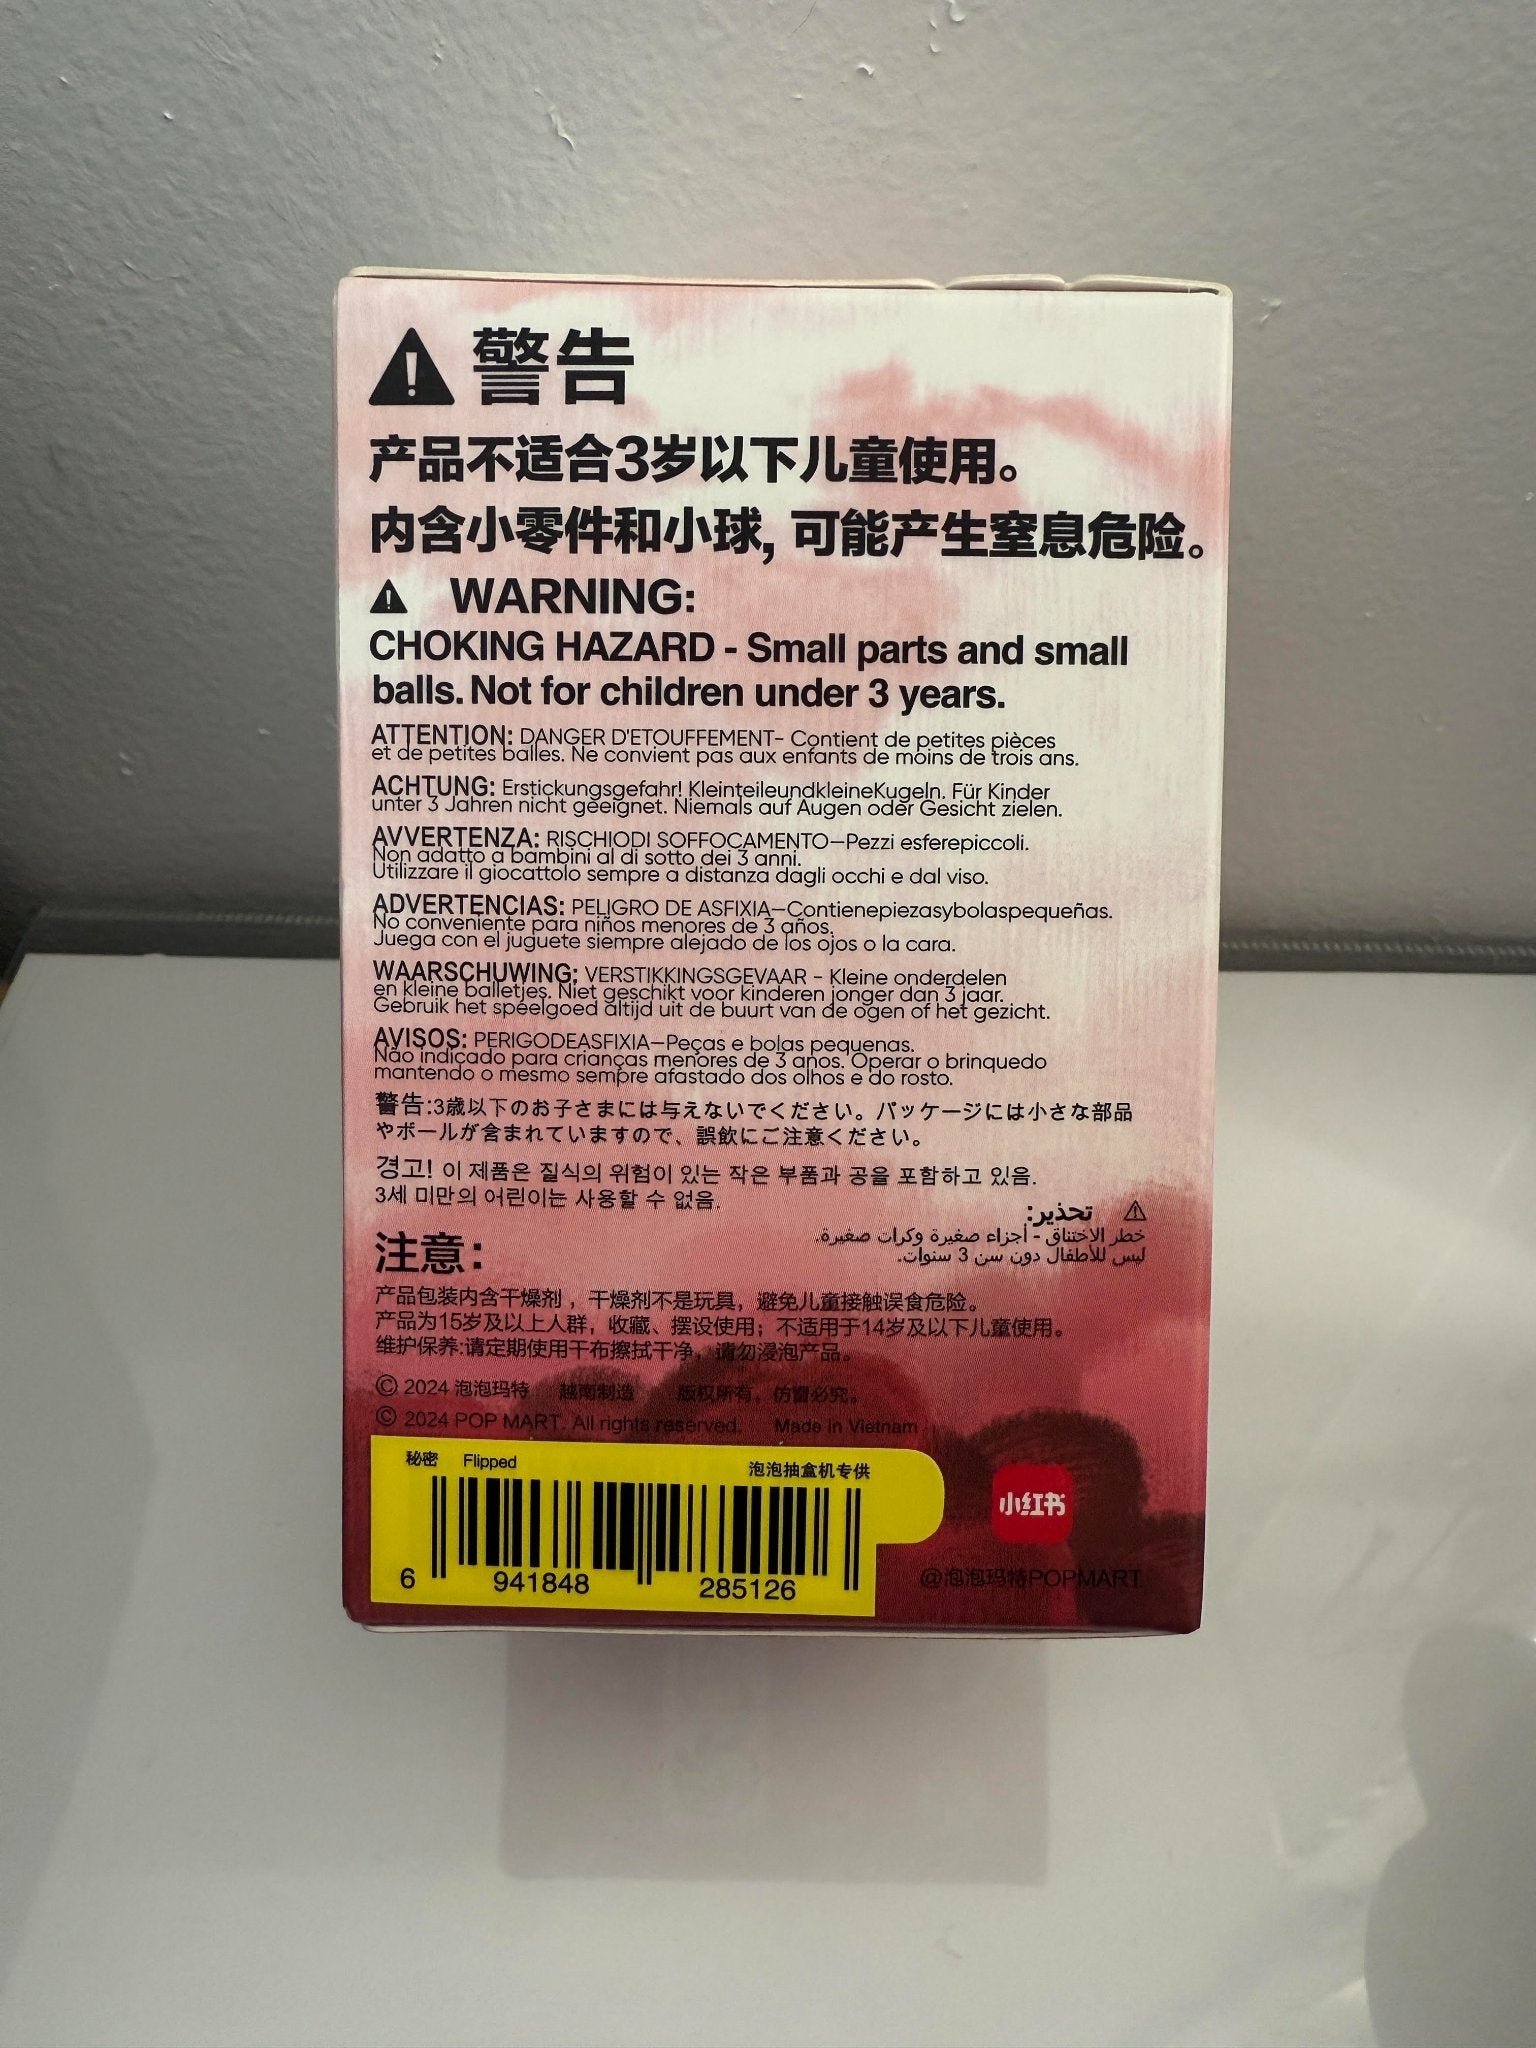 警告
产品不适合3岁以下儿童使用。
内含小零件和小球, 可能产生窒息危险。
WARNING:
CHOKING HAZARD - Small parts and small
balls. Not for children under 3 years.
ATTENTION: DANGER D'ETOUFFEMENT- Contient de petites pièces
et de petites balles. Ne convient pas aux enfants de moins de trois ans.
ACHTUNG: Erstickungsgefahr! KleinteileundkleineKugeln. Für Kinder
unter 3 Jahren nicht geeignet. Niemals auf Augen oder Gesicht zielen.
AVVERTENZA: RISCHIODI SOFFOCAMENTO—Pezzi esferepiccoli.
Non adatto a bambini al di sotto dei 3 anni.
Utilizzare il giocattolo sempre a distanza dagli occhi e dal viso.
ADVERTENCIAS: PELIGRO DE ASFIXIA—Contienepiezasybolaspequeñas.
No conveniente para niños menores de 3 años.
Juega con el juguete siempre alejado de los ojos o la cara.
WAARSCHUWING: VERSTIKKINGSGEVAAR - Kleine onderdelen
en kleine balletjes. Niet geschikt voor kinderen jonger dan 3 jaar.
Gebruik het speelgoed altijd uit de buurt van de ogen of het gezicht.
AVISOS: PERIGODEASFIXIA—Peças e bolas pequenas.
Não indicado para crianças menores de 3 anos. Operar o brinquedo
mantendo o mesmo sempre afastado dos olhos e do rosto.
警告:3歳以下のお子さまには与えないでください。パッケージには小さな部品
やボールが含まれていますので、誤飲にご注意ください。
경고! 이 제품은 질식의 위험이 있는 작은 부품과 공을 포함하고 있음.
3세 미만의 어린이는 사용할 수 없음.
تحذير:
خطر الاختناق - أجزاء صغيرة وكرات صغيرة.
ليس للأطفال دون سن 3 سنوات.
注意:
产品包装内含干燥剂，干燥剂不是玩具，避免儿童接触误食危险。
产品为15岁及以上人群，收藏、摆设使用；不适用于14岁及以下儿童使用。
维护保养:请定期使用干布擦拭干净，请勿浸泡产品。
© 2024 泡泡玛特 越南制造 版权所有，仿冒必究。
© 2024 POP MART. All rights reserved. Made in Vietnam
秘密 Flipped 泡泡抽盒机专供
6 941848 285126
小红书
@泡泡玛特POPMART